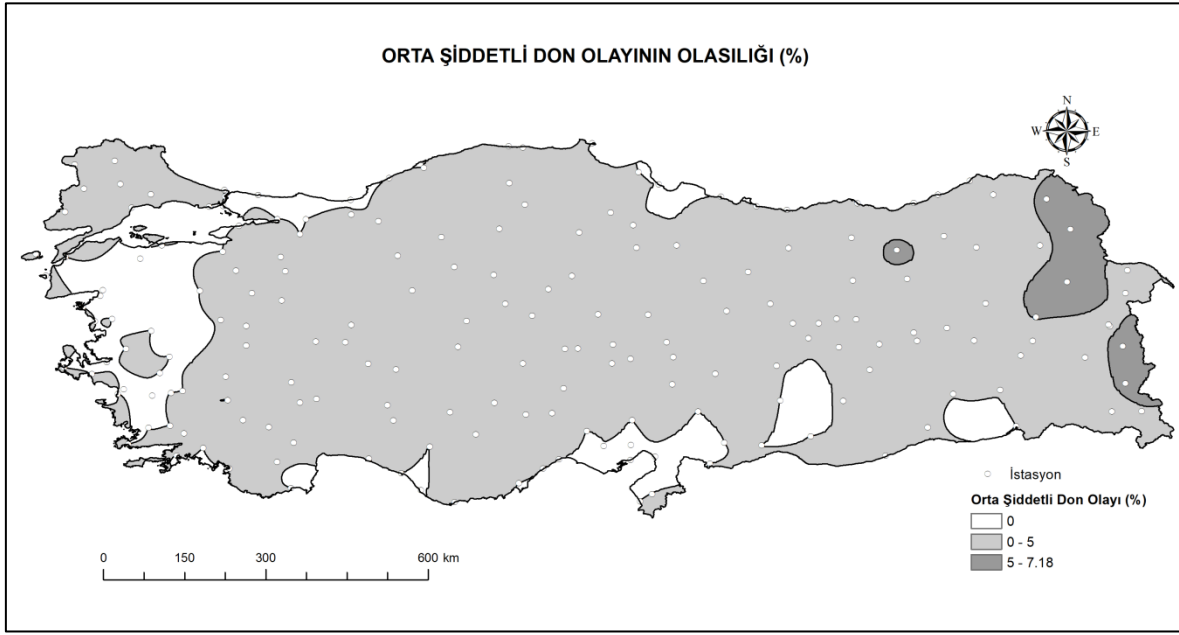 ORTA ŞİDDETLİ DON OLAYININ OLASILIĞI (%)
N
W E
S
İstasyon
Orta Şiddetli Don Olayı (%)
0
0 - 5
5 - 7.18
0 150 300 600 km